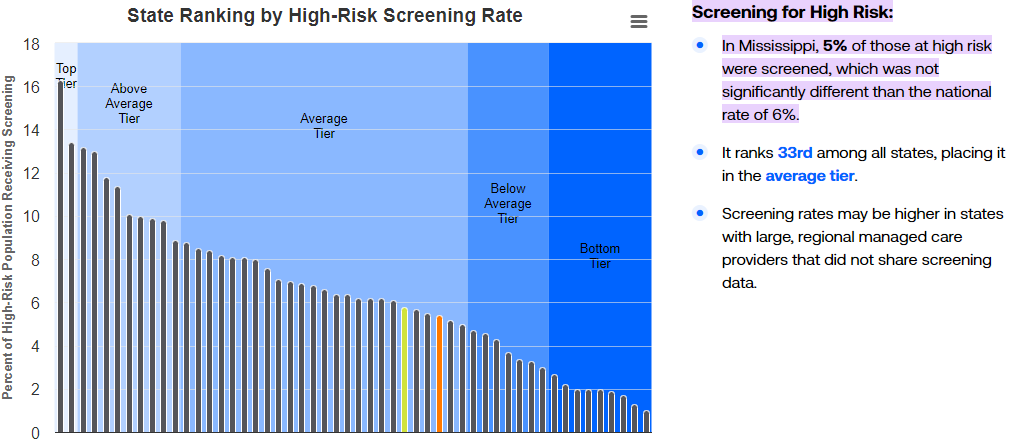 State Ranking by High-Risk Screening Rate
Percent of High-Risk Population Receiving Screening
18
16
14
12
10
8
6
4
2
0
Top
Tier
Above
Average
Tier
Average
Tier
Below
Average
Tier
Bottom
Tier
Screening for High Risk:
In Mississippi, 5% of those at high risk
were screened, which was not
significantly different than the national
rate of 6%.
It ranks 33rd among all states, placing it
in the average tier.
Screening rates may be higher in states
with large, regional managed care
providers that did not share screening
data.